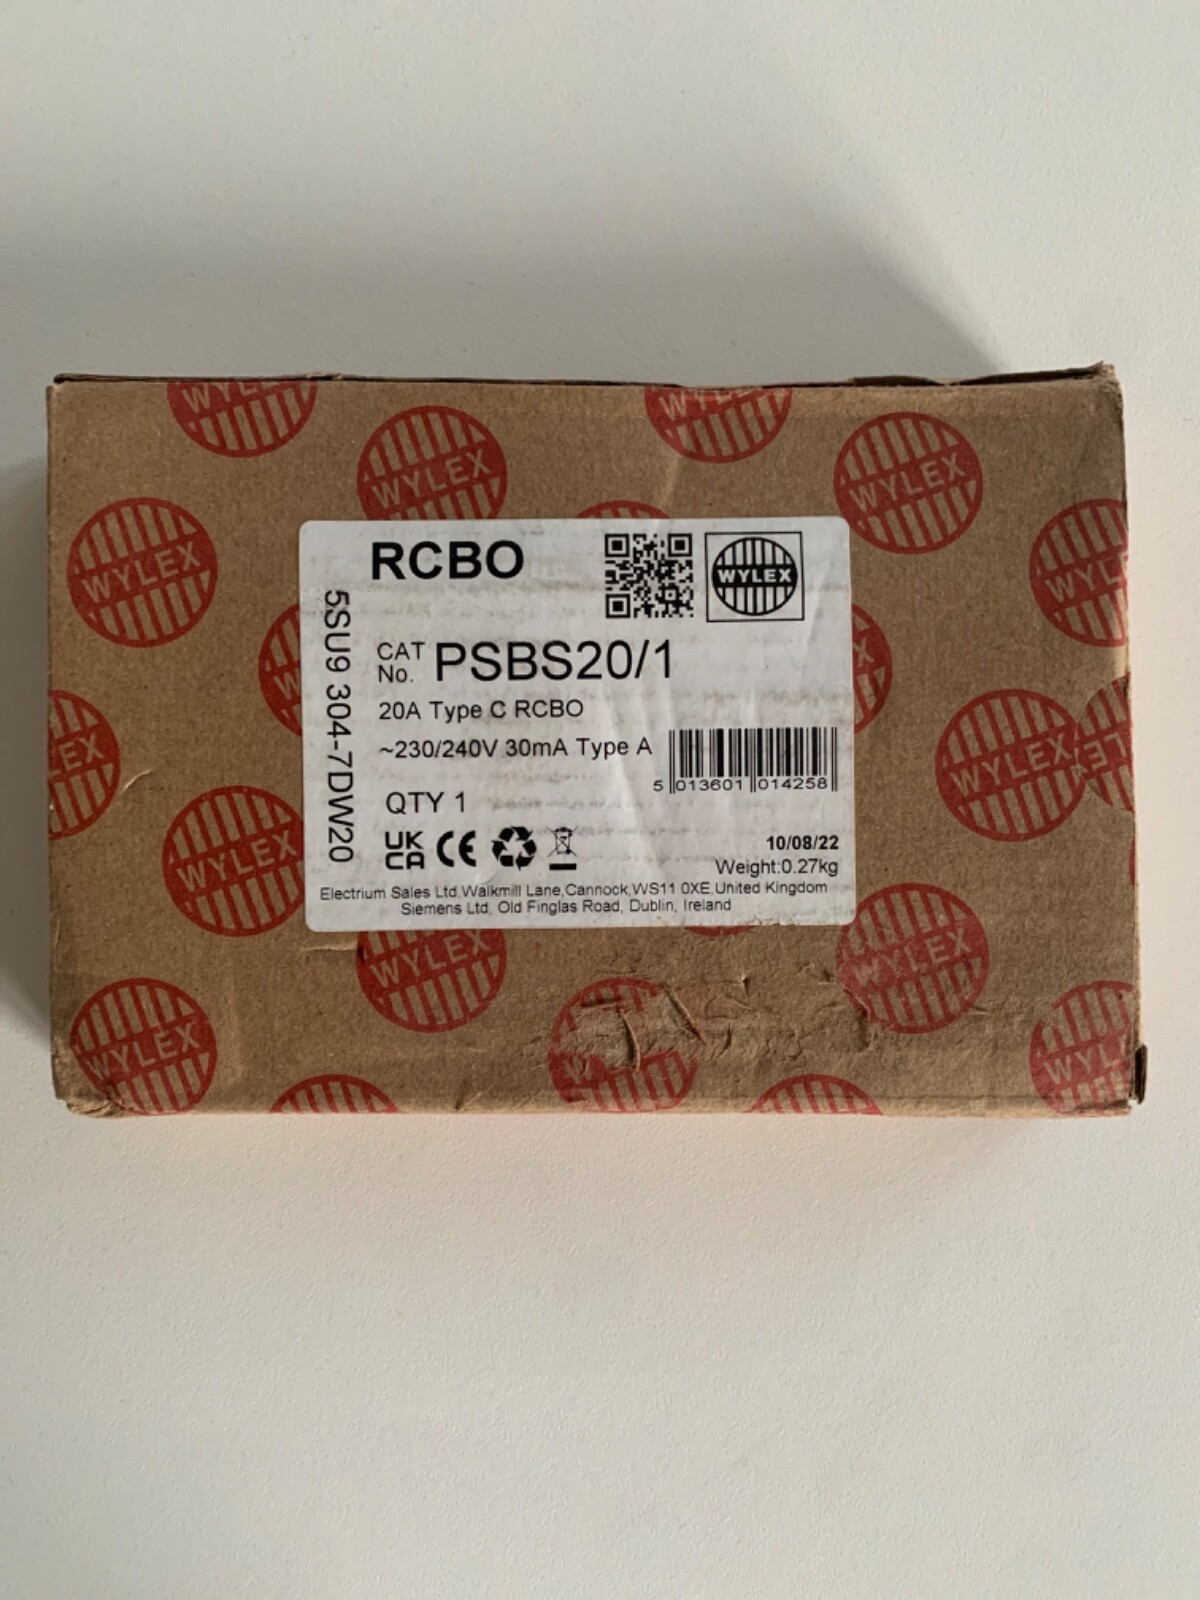 WYLEX
WYLEX
WYLEX
WYLEX
WYLEX
RCBO
WYLEX
5SU9 304-7DW20
CAT No. PSBS20/1
20A Type C RCBO
~230/240V 30mA Type A
5 013601 014258
QTY 1
UK CA CE
10/08/22
Weight:0.27kg
Electrium Sales Ltd,Walkmill Lane,Cannock,WS11 0XE,United Kingdom
Siemens Ltd, Old Finglas Road, Dublin, Ireland
WYLEX
WYLEX
WYLEX
WYLEX
WYLEX